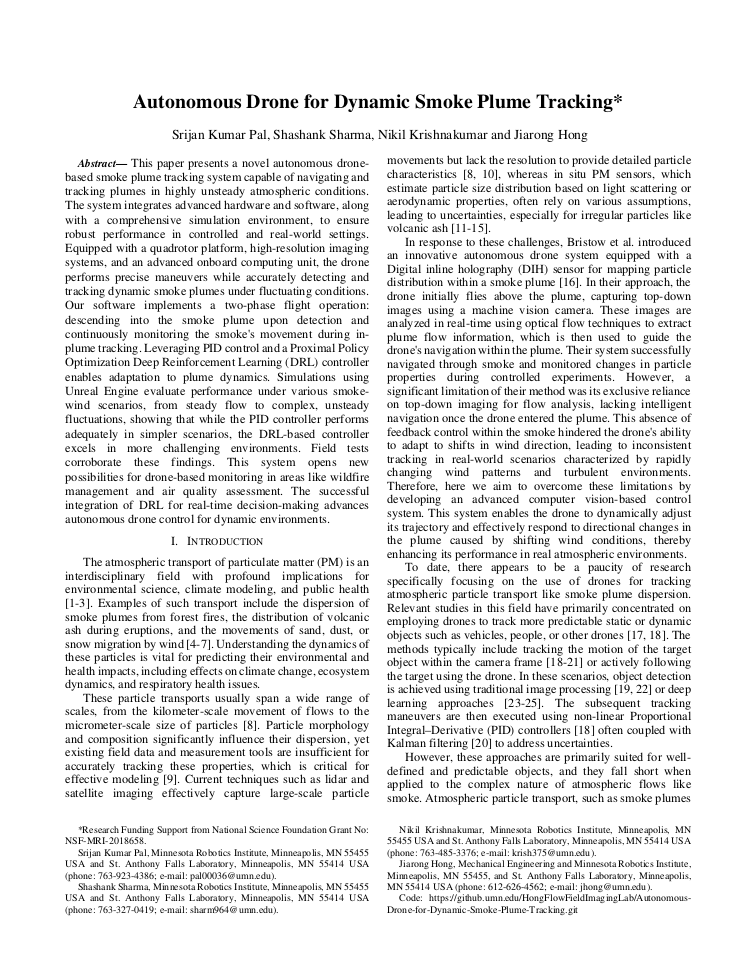 Autonomous Drone for Dynamic Smoke Plume Tracking*
Srijan Kumar Pal, Shashank Sharma, Nikil Krishnakumar and Jiarong Hong
Abstract— This paper presents a novel autonomous drone-
based smoke plume tracking system capable of navigating and
tracking plumes in highly unsteady atmospheric conditions.
The system integrates advanced hardware and software, along
with a comprehensive simulation environment, to ensure
robust performance in controlled and real-world settings.
Equipped with a quadrotor platform, high-resolution imaging
systems, and an advanced onboard computing unit, the drone
performs precise maneuvers while accurately detecting and
tracking dynamic smoke plumes under fluctuating conditions.
Our software implements a two-phase flight operation:
descending into the smoke plume upon detection and
continuously monitoring the smoke's movement during in-
plume tracking. Leveraging PID control and a Proximal Policy
Optimization Deep Reinforcement Learning (DRL) controller
enables adaptation to plume dynamics. Simulations using
Unreal Engine evaluate performance under various smoke-
wind scenarios, from steady flow to complex, unsteady
fluctuations, showing that while the PID controller performs
adequately in simpler scenarios, the DRL-based controller
excels in more challenging environments. Field tests
corroborate these findings. This system opens new
possibilities for drone-based monitoring in areas like wildfire
management and air quality assessment. The successful
integration of DRL for real-time decision-making advances
autonomous drone control for dynamic environments.
I. INTRODUCTION
The atmospheric transport of particulate matter (PM) is an
interdisciplinary field with profound implications for
environmental science, climate modeling, and public health
[1-3]. Examples of such transport include the dispersion of
smoke plumes from forest fires, the distribution of volcanic
ash during eruptions, and the movements of sand, dust, or
snow migration by wind [4-7]. Understanding the dynamics of
these particles is vital for predicting their environmental and
health impacts, including effects on climate change, ecosystem
dynamics, and respiratory health issues.
These particle transports usually span a wide range of
scales, from the kilometer-scale movement of flows to the
micrometer-scale size of particles [8]. Particle morphology
and composition significantly influence their dispersion, yet
existing field data and measurement tools are insufficient for
accurately tracking these properties, which is critical for
effective modeling [9]. Current techniques such as lidar and
satellite imaging effectively capture large-scale particle
*Research Funding Support from National Science Foundation Grant No:
NSF-MRI-2018658.
Srijan Kumar Pal, Minnesota Robotics Institute, Minneapolis, MN 55455
USA and St. Anthony Falls Laboratory, Minneapolis, MN 55414 USA
(phone: 763-923-4386; e-mail: pal00036@umn.edu).
Shashank Sharma, Minnesota Robotics Institute, Minneapolis, MN 55455
USA and St. Anthony Falls Laboratory, Minneapolis, MN 55414 USA
(phone: 763-327-0419; e-mail: sharm964@umn.edu).
movements but lack the resolution to provide detailed particle
characteristics [8, 10], whereas in situ PM sensors, which
estimate particle size distribution based on light scattering or
aerodynamic properties, often rely on various assumptions,
leading to uncertainties, especially for irregular particles like
volcanic ash [11-15].
In response to these challenges, Bristow et al. introduced
an innovative autonomous drone system equipped with a
Digital inline holography (DIH) sensor for mapping particle
distribution within a smoke plume [16]. In their approach, the
drone initially flies above the plume, capturing top-down
images using a machine vision camera. These images are
analyzed in real-time using optical flow techniques to extract
plume flow information, which is then used to guide the
drone's navigation within the plume. Their system successfully
navigated through smoke and monitored changes in particle
properties during controlled experiments. However, a
significant limitation of their method was its exclusive reliance
on top-down imaging for flow analysis, lacking intelligent
navigation once the drone entered the plume. This absence of
feedback control within the smoke hindered the drone's ability
to adapt to shifts in wind direction, leading to inconsistent
tracking in real-world scenarios characterized by rapidly
changing wind patterns and turbulent environments.
Therefore, here we aim to overcome these limitations by
developing an advanced computer vision-based control
system. This system enables the drone to dynamically adjust
its trajectory and effectively respond to directional changes in
the plume caused by shifting wind conditions, thereby
enhancing its performance in real atmospheric environments.
To date, there appears to be a paucity of research
specifically focusing on the use of drones for tracking
atmospheric particle transport like smoke plume dispersion.
Relevant studies in this field have primarily concentrated on
employing drones to track more predictable static or dynamic
objects such as vehicles, people, or other drones [17, 18]. The
methods typically include tracking the motion of the target
object within the camera frame [18-21] or actively following
the target using the drone. In these scenarios, object detection
is achieved using traditional image processing [19, 22] or deep
learning approaches [23-25]. The subsequent tracking
maneuvers are then executed using non-linear Proportional
Integral–Derivative (PID) controllers [18] often coupled with
Kalman filtering [20] to address uncertainties.
However, these approaches are primarily suited for well-
defined and predictable objects, and they fall short when
applied to the complex nature of atmospheric flows like
smoke. Atmospheric particle transport, such as smoke plumes
Nikil Krishnakumar, Minnesota Robotics Institute, Minneapolis, MN
55455 USA and St. Anthony Falls Laboratory, Minneapolis, MN 55414 USA
(phone: 763-485-3376; e-mail: krish375@umn.edu).
Jiarong Hong, Mechanical Engineering and Minnesota Robotics Institute,
Minneapolis, MN 55455, and St. Anthony Falls Laboratory, Minneapolis,
MN 55414 USA (phone: 612-626-4562; e-mail: jhong@umn.edu).
Code: https://github.umn.edu/HongFlowFieldImagingLab/Autonomous-
Drone-for-Dynamic-Smoke-Plume-Tracking.git